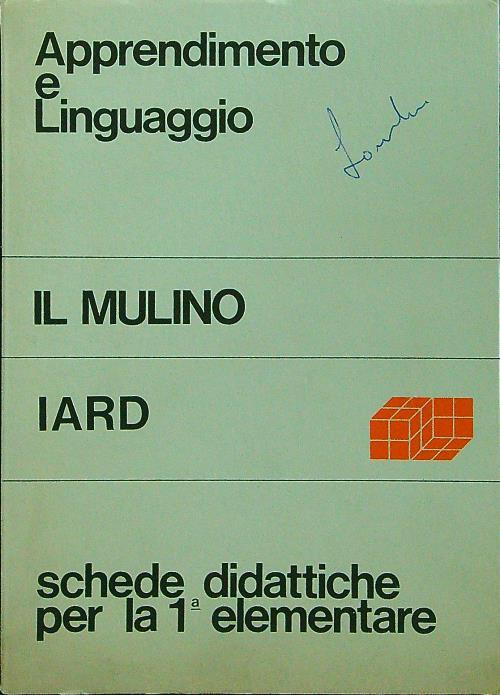 Apprendimento
e
Linguaggio
IL MULINO
IARD
schede didattiche
per la 1ª elementare